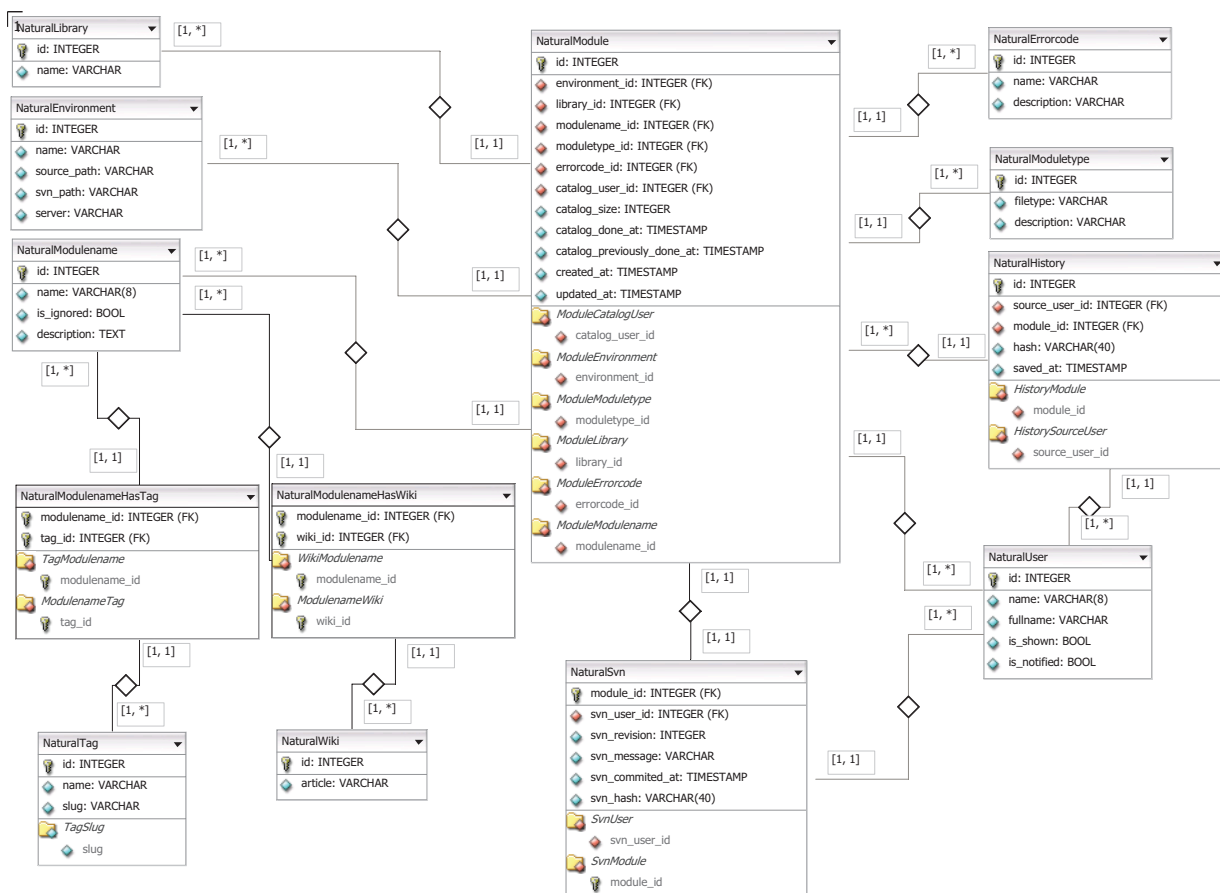 1
NaturalLibrary
id: INTEGER
name: VARCHAR
[1, *]
[1, 1]
NaturalEnvironment
id: INTEGER
name: VARCHAR
source_path: VARCHAR
svn_path: VARCHAR
server: VARCHAR
[1, *]
[1, 1]
NaturalModulename
id: INTEGER
name: VARCHAR(8)
is_ignored: BOOL
description: TEXT
[1, *]
[1, *]
[1, 1]
[1, *]
[1, 1]
[1, 1]
NaturalModulenameHasTag
modulename_id: INTEGER (FK)
tag_id: INTEGER (FK)
TagModulename
modulename_id
ModulenameTag
tag_id
[1, 1]
[1, *]
NaturalTag
id: INTEGER
name: VARCHAR
slug: VARCHAR
TagSlug
slug
NaturalModulenameHasWiki
modulename_id: INTEGER (FK)
wiki_id: INTEGER (FK)
WikiModulename
modulename_id
ModulenameWiki
wiki_id
[1, 1]
[1, *]
NaturalWiki
id: INTEGER
article: VARCHAR
NaturalModule
id: INTEGER
environment_id: INTEGER (FK)
library_id: INTEGER (FK)
modulename_id: INTEGER (FK)
moduletype_id: INTEGER (FK)
errorcode_id: INTEGER (FK)
catalog_user_id: INTEGER (FK)
catalog_size: INTEGER
catalog_done_at: TIMESTAMP
catalog_previously_done_at: TIMESTAMP
created_at: TIMESTAMP
updated_at: TIMESTAMP
ModuleCatalogUser
catalog_user_id
ModuleEnvironment
environment_id
ModuleModuletype
moduletype_id
ModuleLibrary
library_id
ModuleErrorcode
errorcode_id
ModuleModulename
modulename_id
[1, 1]
[1, 1]
NaturalSvn
module_id: INTEGER (FK)
svn_user_id: INTEGER (FK)
svn_revision: INTEGER
svn_message: VARCHAR
svn_commited_at: TIMESTAMP
svn_hash: VARCHAR(40)
SvnUser
svn_user_id
SvnModule
module_id
[1, *]
[1, 1]
NaturalErrorcode
id: INTEGER
name: VARCHAR
description: VARCHAR
[1, *]
[1, 1]
NaturalModuletype
id: INTEGER
filetype: VARCHAR
description: VARCHAR
[1, *]
[1, 1]
NaturalHistory
id: INTEGER
source_user_id: INTEGER (FK)
module_id: INTEGER (FK)
hash: VARCHAR(40)
saved_at: TIMESTAMP
HistoryModule
module_id
HistorySourceUser
source_user_id
[1, 1]
[1, 1]
[1, *]
[1, *]
[1, *]
[1, 1]
NaturalUser
id: INTEGER
name: VARCHAR(8)
fullname: VARCHAR
is_shown: BOOL
is_notified: BOOL